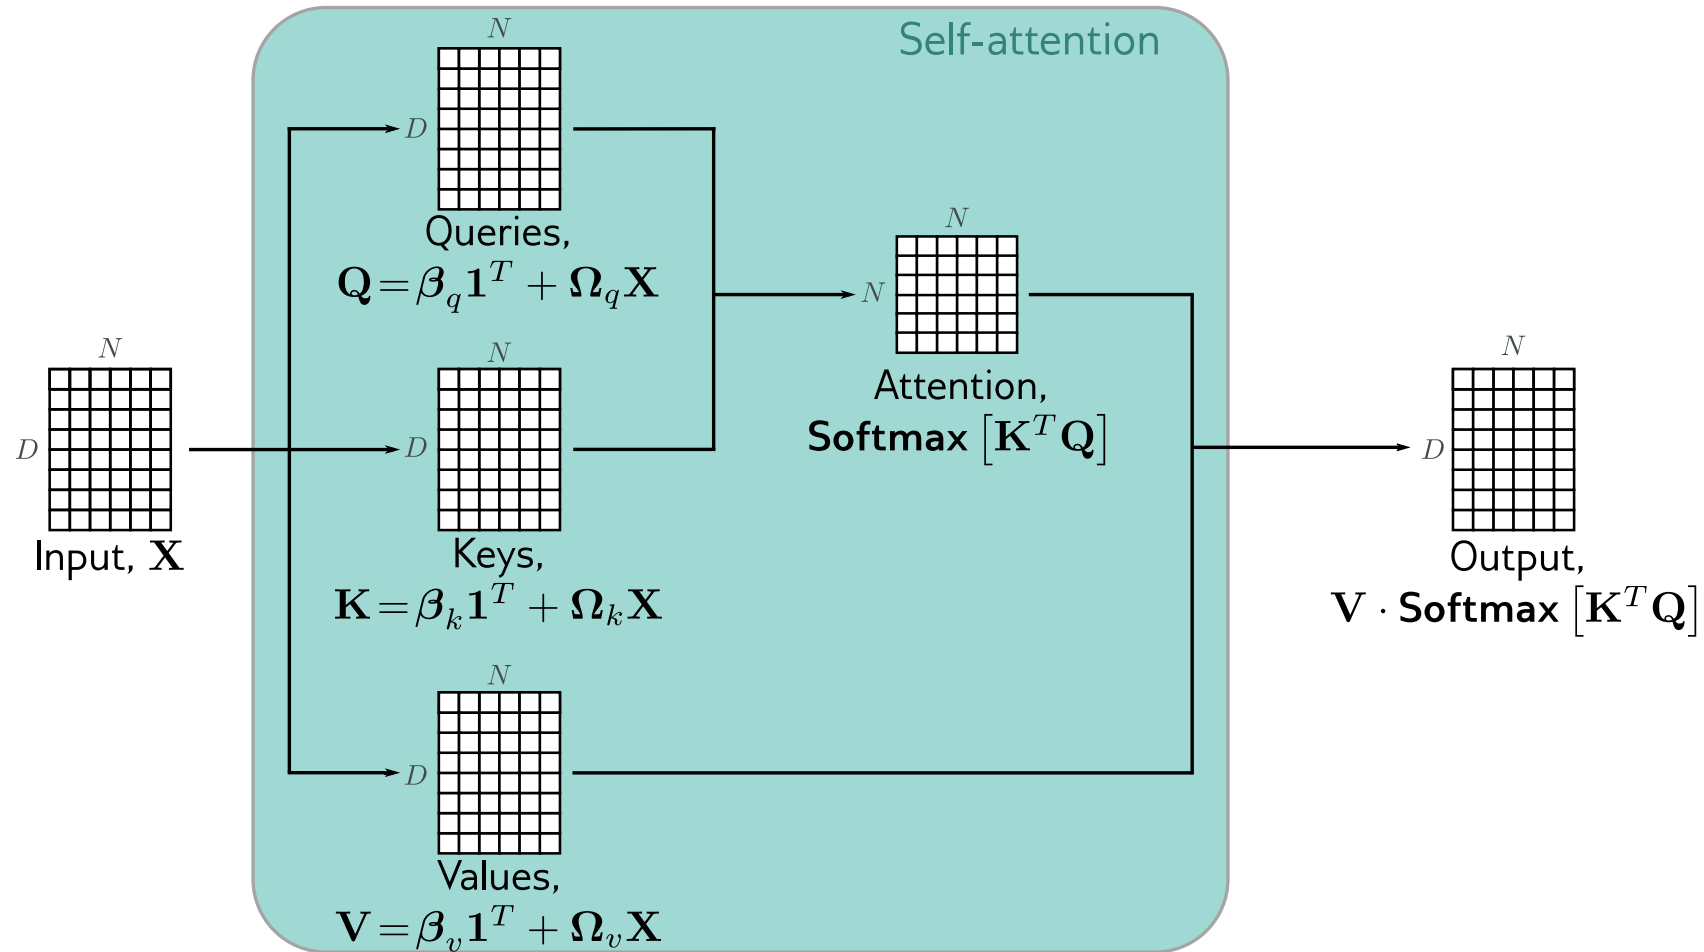 Self-attention
N
D
Queries,
Q = β_q 1^T + Ω_q X
N
D
Input, X
N
D
Keys,
K = β_k 1^T + Ω_k X
N
D
Values,
V = β_v 1^T + Ω_v X
N
N
Attention,
Softmax [K^T Q]
N
D
Output,
V · Softmax [K^T Q]